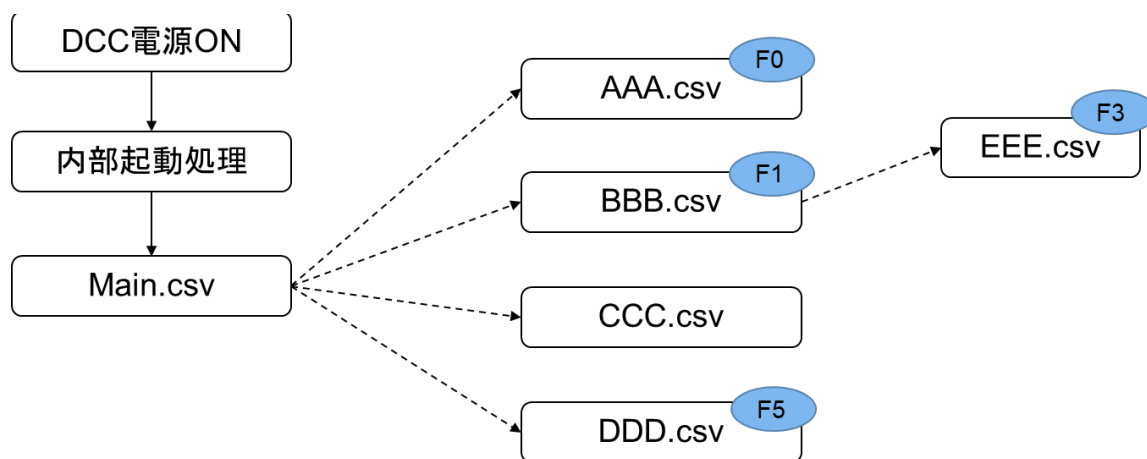 DCC電源ON
内部起動処理
Main.csv
F0
AAA.csv
F1
BBB.csv
CCC.csv
F5
DDD.csv
F3
EEE.csv